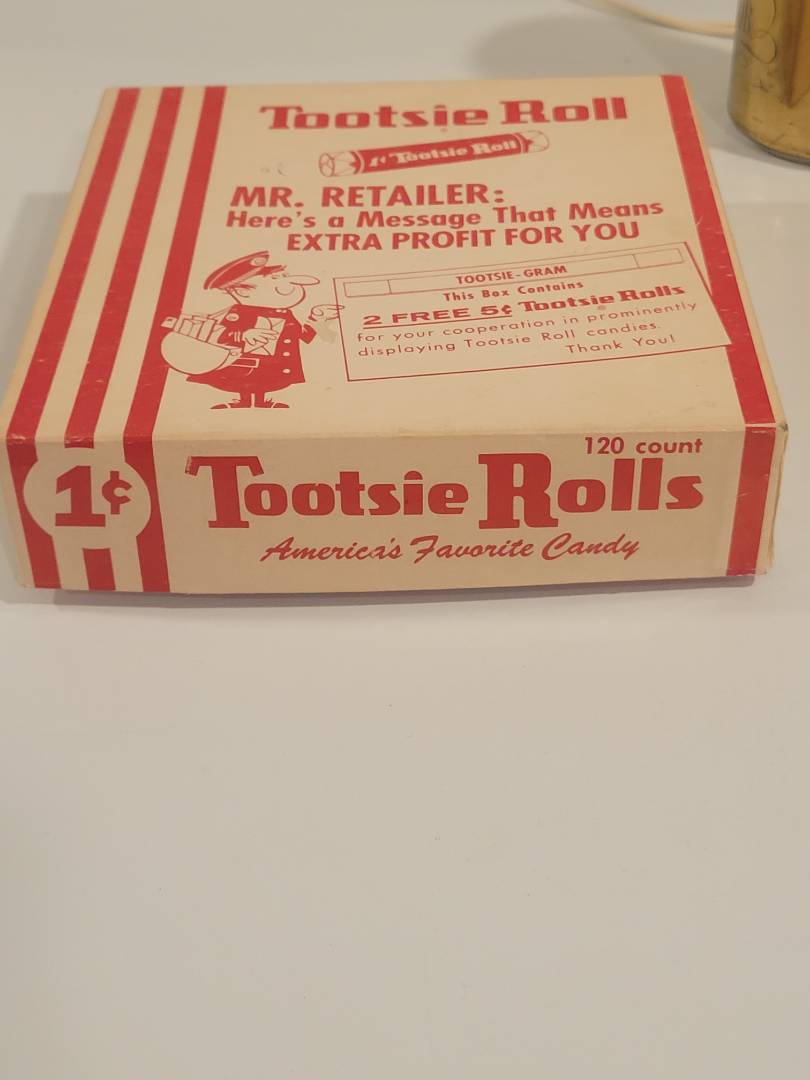 Tootsie Roll
1¢ Tootsie Roll
MR. RETAILER:
Here's a Message That Means
EXTRA PROFIT FOR YOU
TOOTSIE-GRAM
This Box Contains
2 FREE 5¢ Tootsie Rolls
for your cooperation in prominently
displaying Tootsie Roll candies.
Thank You!
120 count
1¢ Tootsie Rolls
America's Favorite Candy